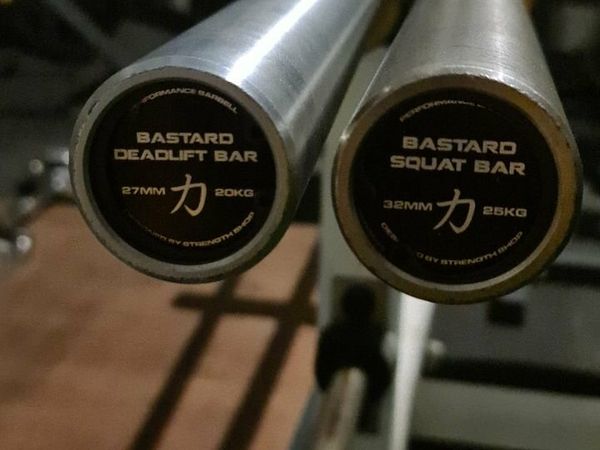 PERFORMANCE BARBELL
BASTARD
DEADLIFT BAR
27MM 力 20KG
BY STRENGTH SHOP
BASTARD
SQUAT BAR
32MM 力 25KG
BY STRENGTH SHOP